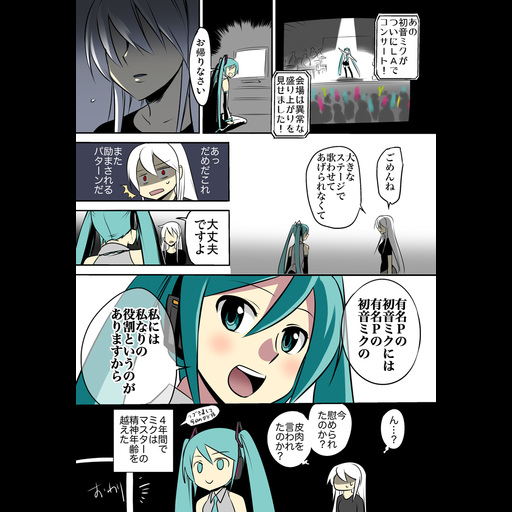 あの
初音ミクが
ついにLAで
コンサート!
会場は異常な
盛り上がりを
見せました!
お帰りなさい
ごめんね
大きな
ステージで
歌わせて
あげられなくて
あっ
だめだこれ
また
励まされる
パターンだ
大丈夫
ですよ
有名Pの
初音ミクには
有名Pの
初音ミクの
私には
私なりの
役割というのが
ありますから
ん…?
今
慰められ
たのか?
皮肉を
言われ
たのか?
4年間で
ミクは
マスターの
精神年齢を
越えた
おわり